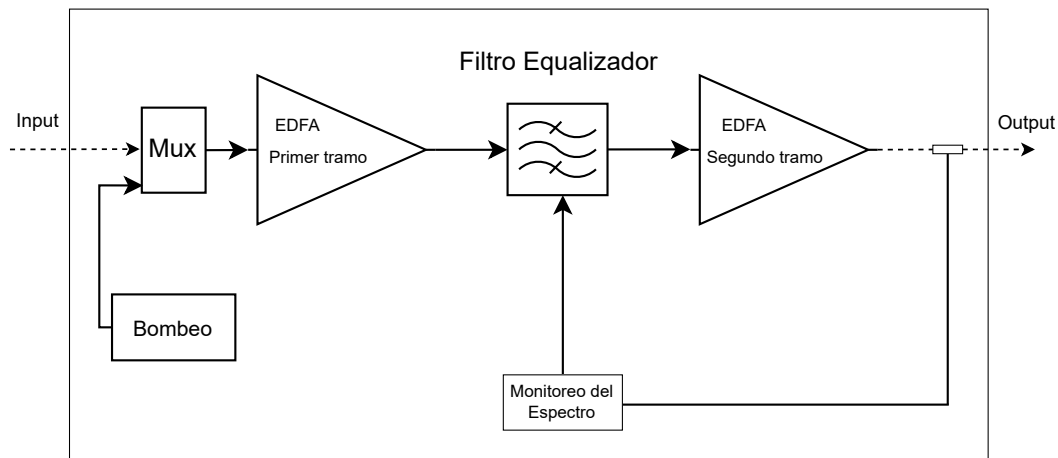 Filtro Equalizador
Input
Mux
EDFA
Primer tramo
EDFA
Segundo tramo
Output
Bombeo
Monitoreo del
Espectro